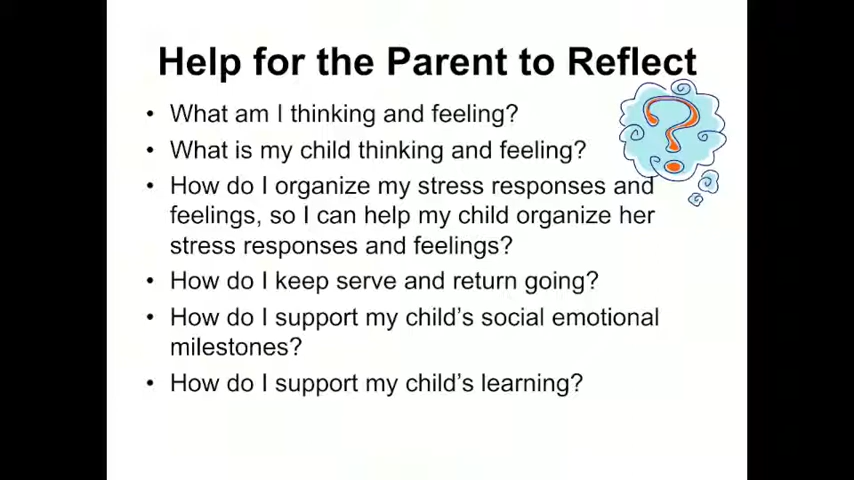 Help for the Parent to Reflect
• What am I thinking and feeling?
• What is my child thinking and feeling?
• How do I organize my stress responses and
feelings, so I can help my child organize her
stress responses and feelings?
• How do I keep serve and return going?
• How do I support my child's social emotional
milestones?
• How do I support my child's learning?